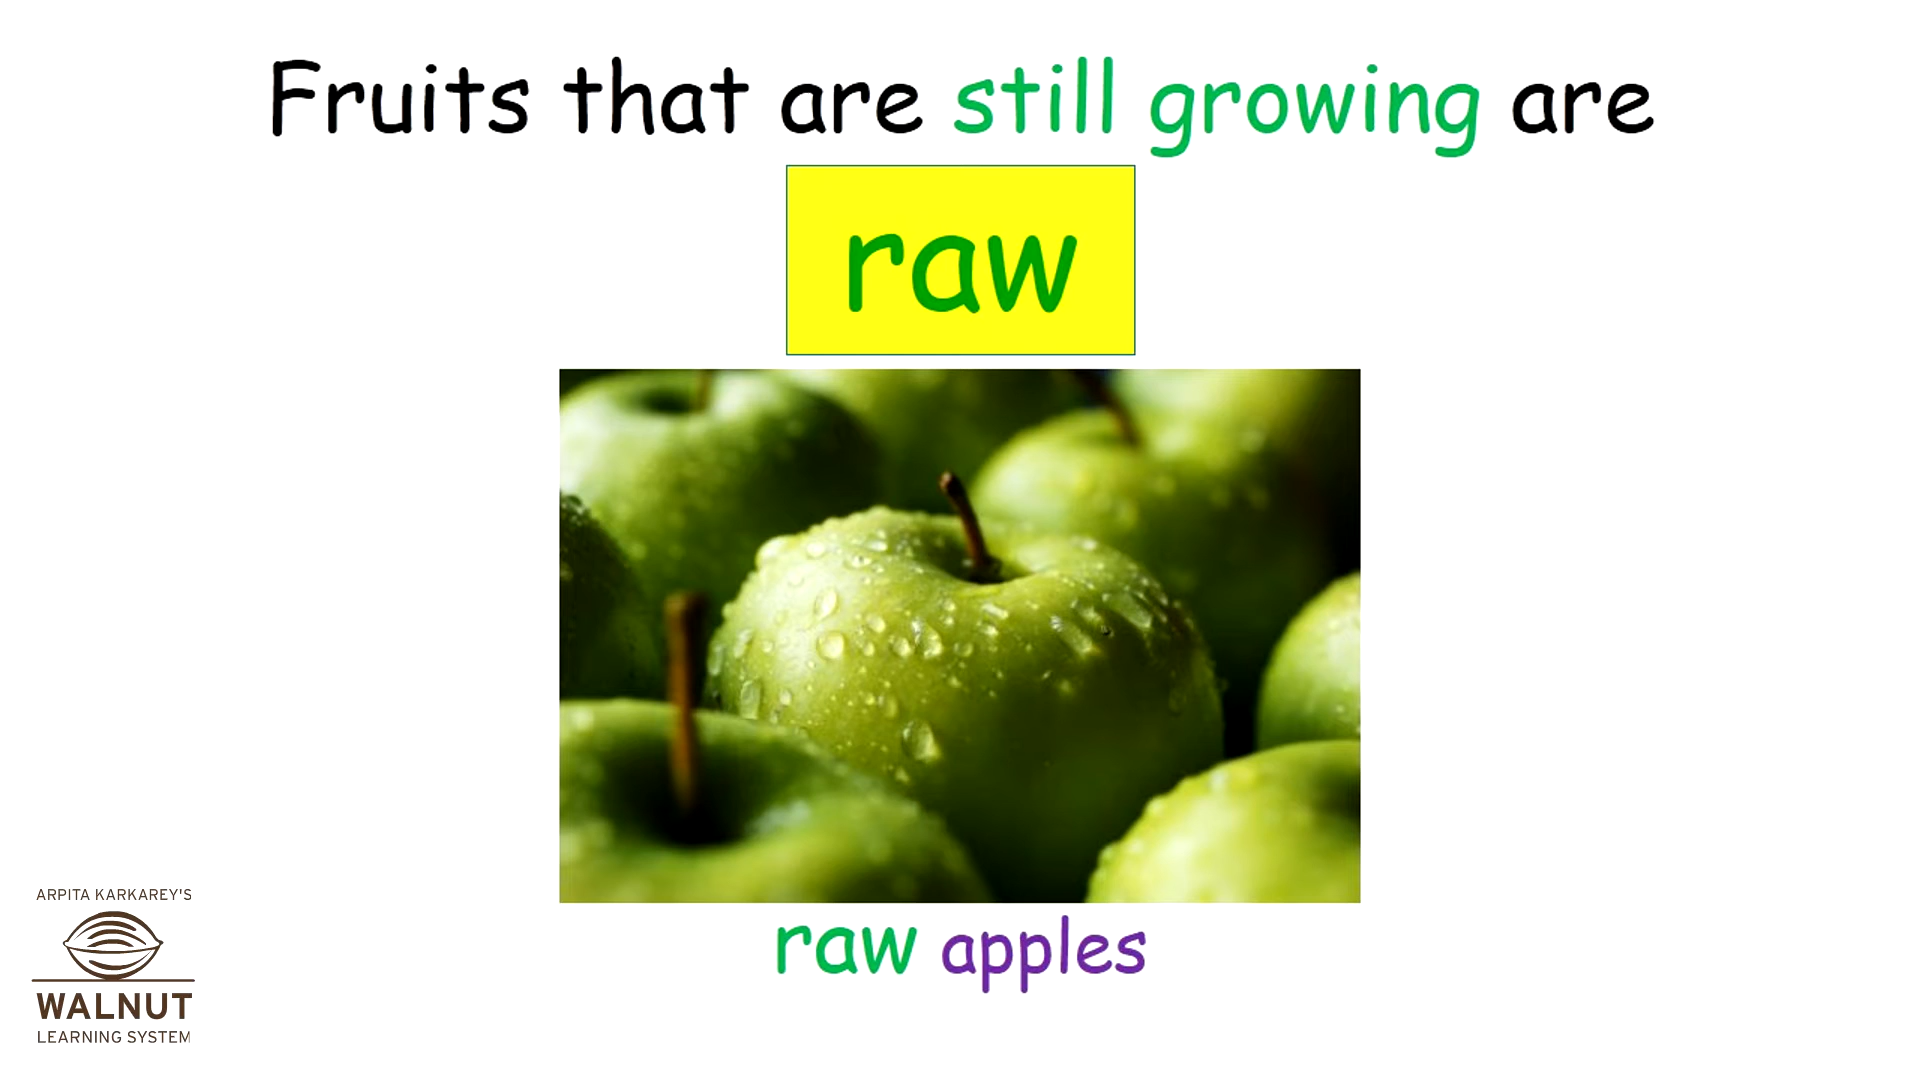 Fruits that are still growing are
raw
raw apples
ARPITA KARKAREY'S
WALNUT
LEARNING SYSTEM